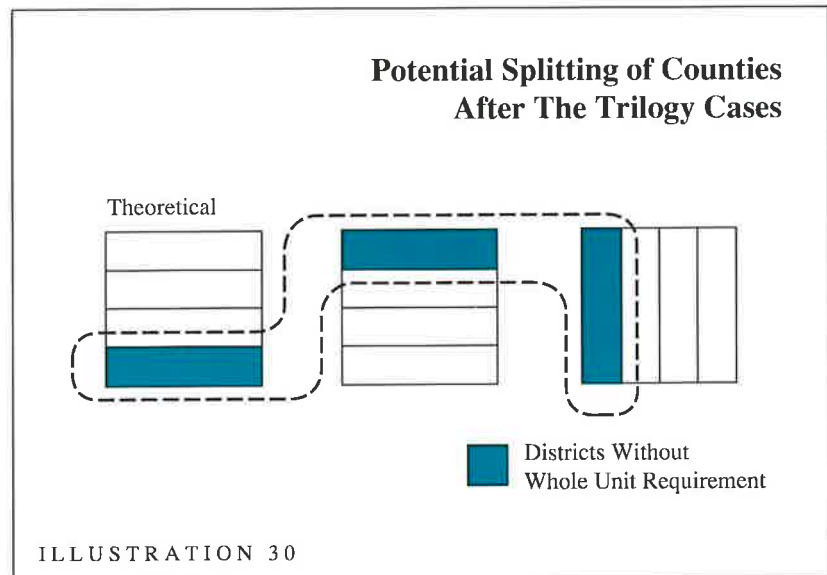 Potential Splitting of Counties
After The Trilogy Cases
Theoretical
Districts Without
Whole Unit Requirement
ILLUSTRATION 30